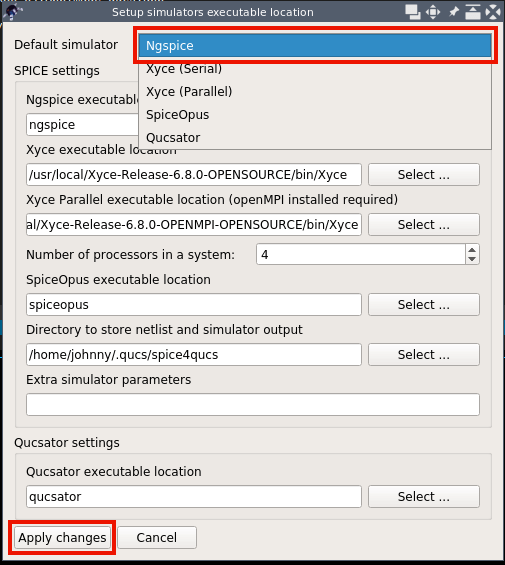 Setup simulators executable location
Default simulator
Ngspice
Xyce (Serial)
Xyce (Parallel)
SpiceOpus
Qucsator
SPICE settings
Ngspice executabl
ngspice
Xyce executable location
/usr/local/Xyce-Release-6.8.0-OPENSOURCE/bin/Xyce
Select ...
Xyce Parallel executable location (openMPI installed required)
al/Xyce-Release-6.8.0-OPENMPI-OPENSOURCE/bin/Xyce
Select ...
Number of processors in a system:
4
SpiceOpus executable location
spiceopus
Select ...
Directory to store netlist and simulator output
/home/johnny/.qucs/spice4qucs
Select ...
Extra simulator parameters
Qucsator settings
Qucsator executable location
qucsator
Select ...
Apply changes
Cancel